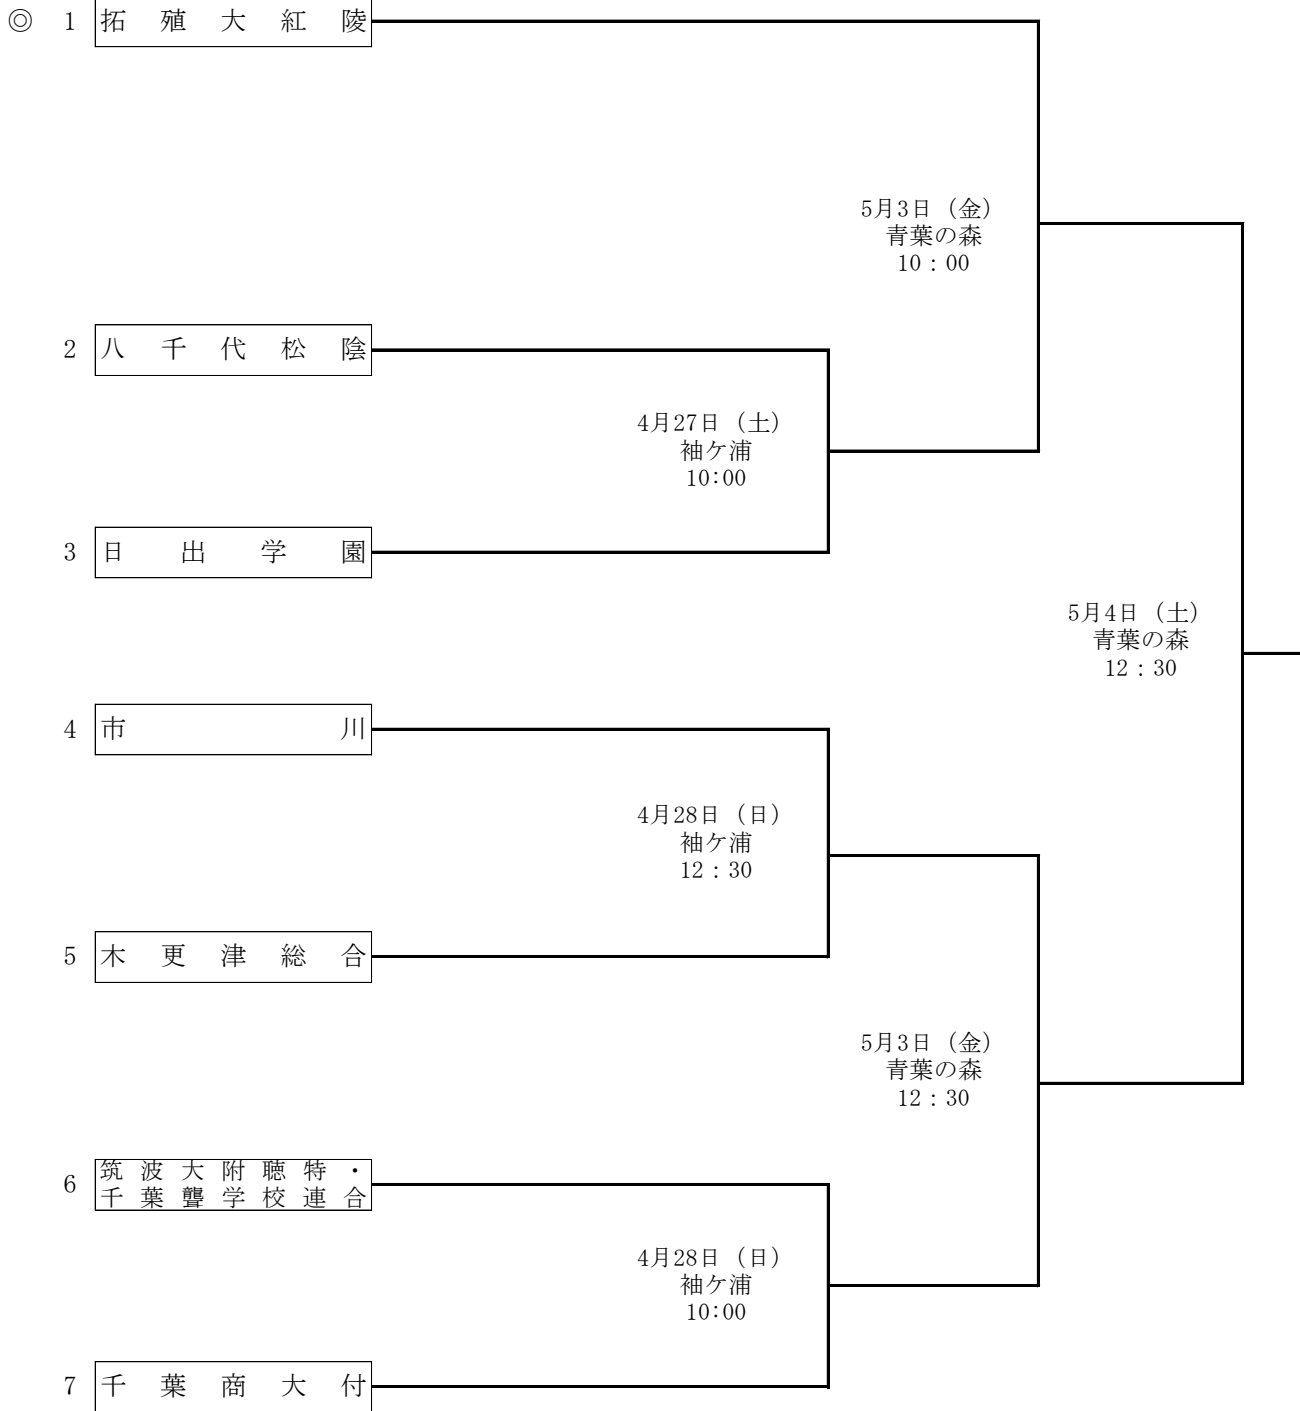 ◎ 1 拓殖大紅陵
5月3日（金）
青葉の森
10：00
2 八千代松陰
4月27日（土）
袖ケ浦
10:00
3 日出学園
5月4日（土）
青葉の森
12：30
4 市川
4月28日（日）
袖ケ浦
12：30
5 木更津総合
5月3日（金）
青葉の森
12：30
6 筑波大附聴特・
千葉聾学校連合
4月28日（日）
袖ケ浦
10:00
7 千葉商大付